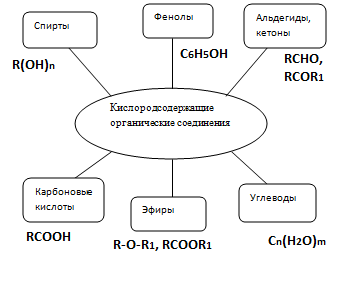 Спирты
Фенолы
Альдегиды,
кетоны
R(OH)n
C6H5OH
RCHO,
RCOR1
Кислородсодержащие
органические соединения
Карбоновые
кислоты
Эфиры
Углеводы
RCOOH
R-O-R1, RCOOR1
Cn(H2O)m